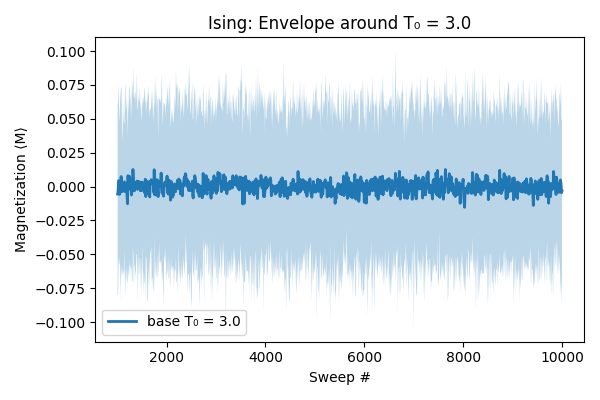 Ising: Envelope around T₀ = 3.0
Magnetization ⟨M⟩
0.100
0.075
0.050
0.025
0.000
−0.025
−0.050
−0.075
−0.100
base T₀ = 3.0
2000 4000 6000 8000 10000
Sweep #